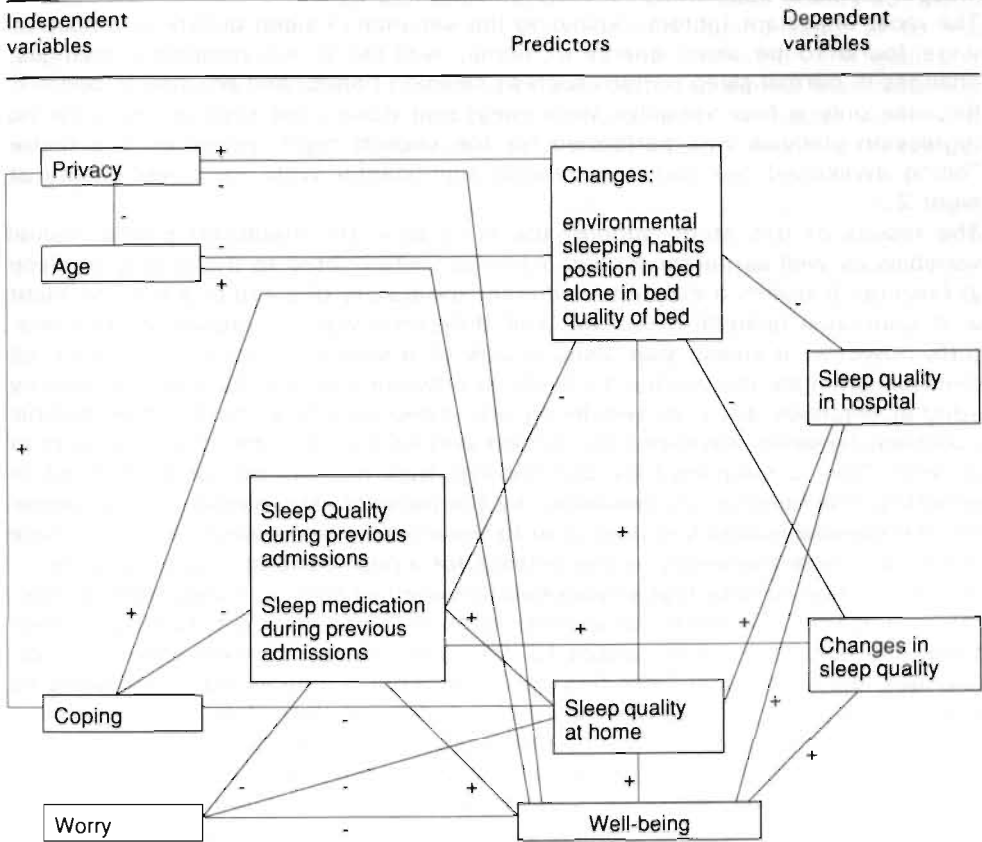 Independent
variables
Predictors
Dependent
variables
Privacy
+
-
-
Age
-
+
-
Changes:
environmental
sleeping habits
position in bed
alone in bed
quality of bed
-
Sleep quality
in hospital
+
-
-
+
Sleep Quality
during previous
admissions
Sleep medication
during previous
admissions
+
-
+
+
+
Changes in
sleep quality
Coping
-
Sleep quality
at home
+
+
-
-
+
+
Worry
-
Well-being